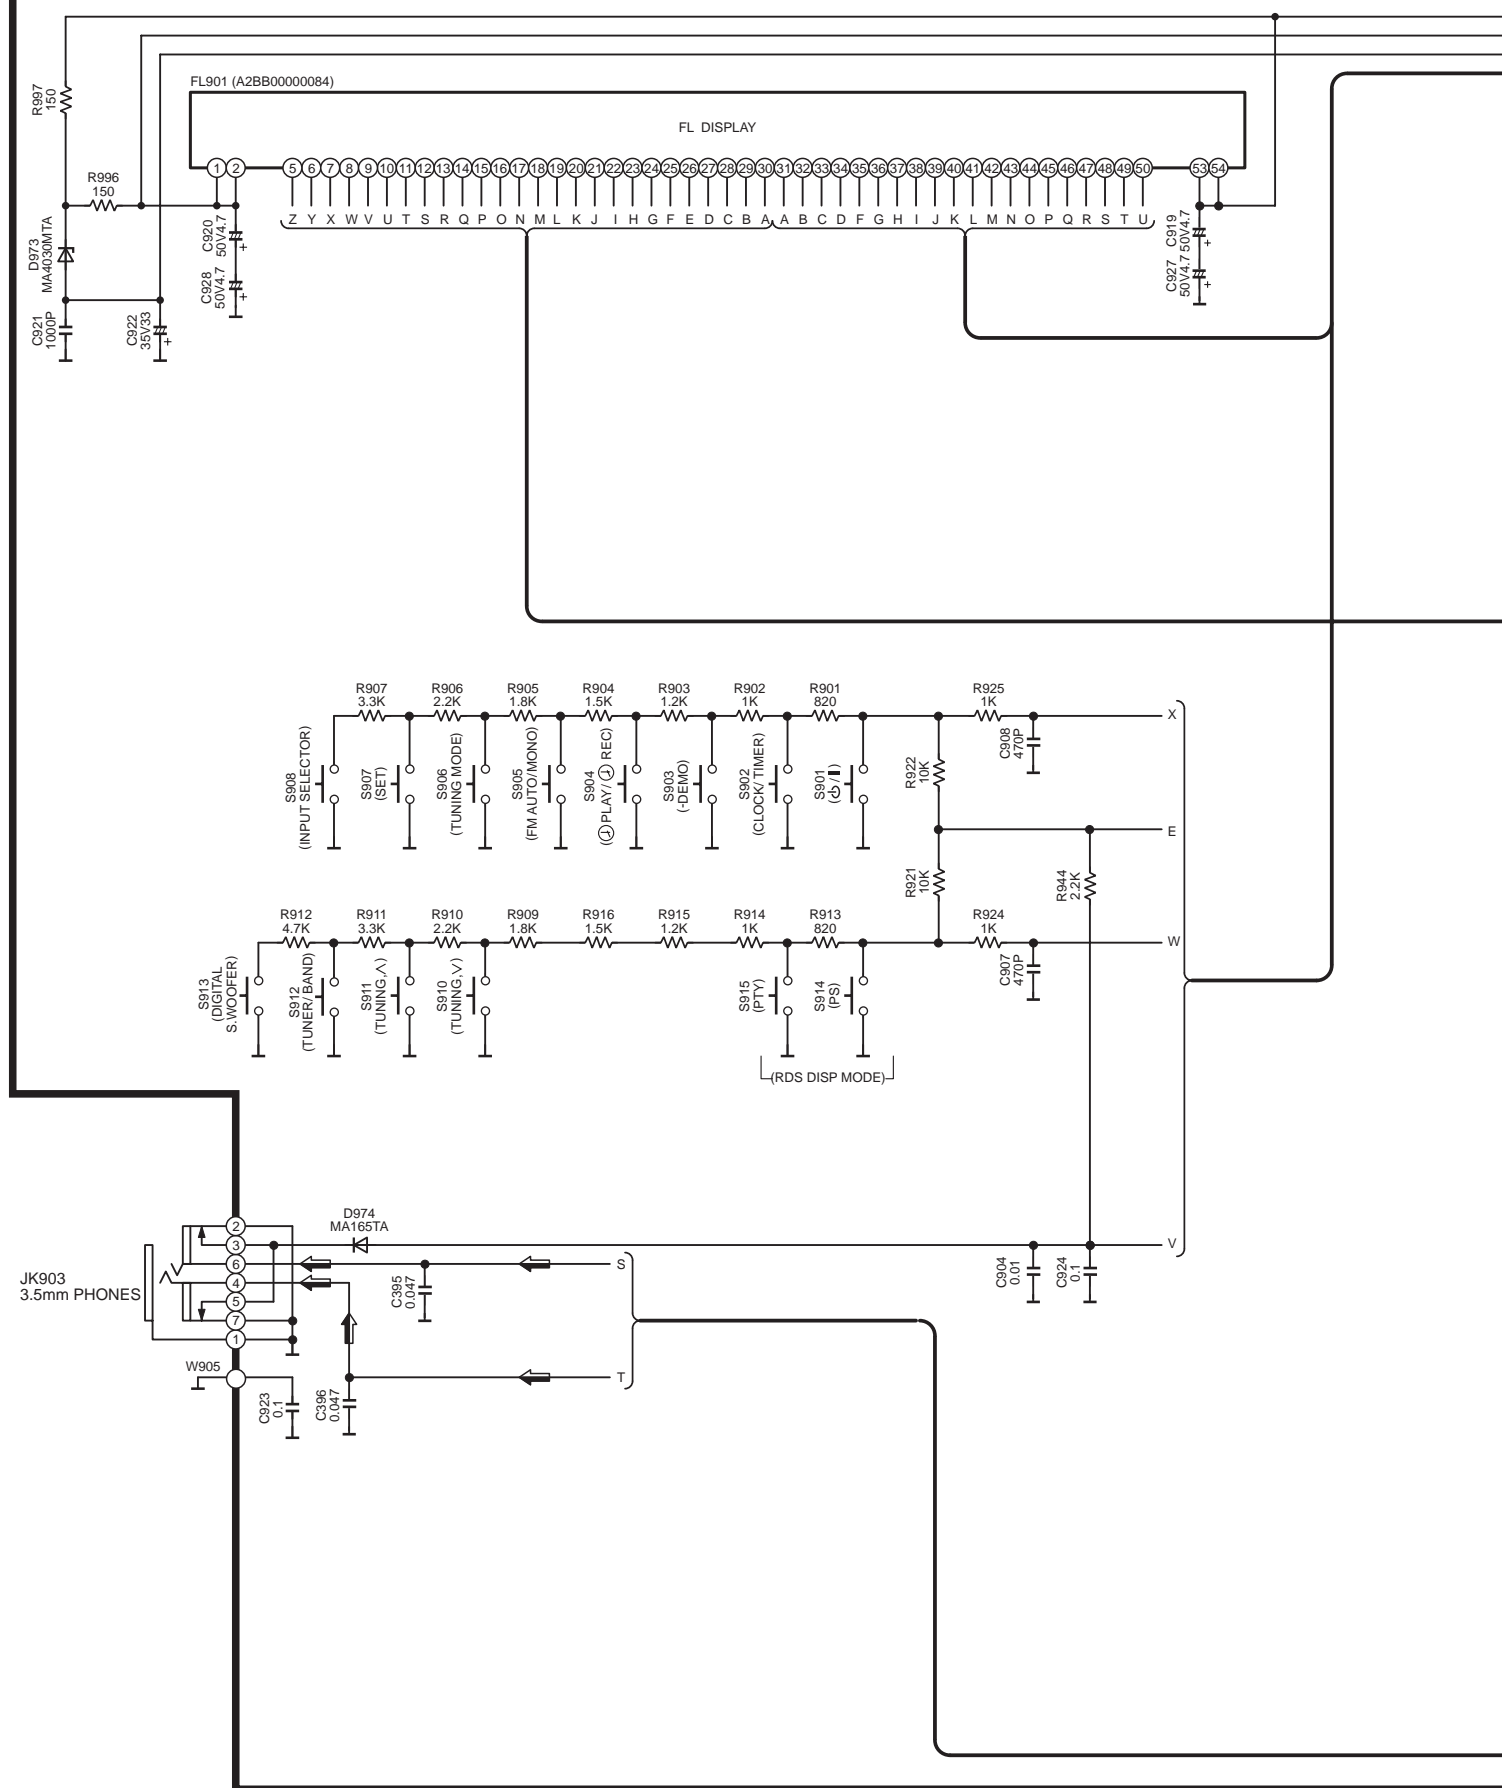 FL901 (A2BB00000084)
FL DISPLAY
R997
150
R996
150
D973
MA4030MTA
C921
1000P
C922
35V33
C920
50V4.7
C928
50V4.7
1 2 5 6 7 8 9 10 11 12 13 14 15 16 17 18 19 20 21 22 23 24 25 26 27 28 29 30 31 32 33 34 35 36 37 38 39 40 41 42 43 44 45 46 47 48 49 50 53 54
Z Y X W V U T S R Q P O N M L K J I H G F E D C B A A B C D F G H I J K L M N O P Q R S T U
C919
50V4.7
C927
50V4.7
R907
3.3K
R906
2.2K
R905
1.8K
R904
1.5K
R903
1.2K
R902
1K
R901
820
R925
1K
X
S908
(INPUT SELECTOR)
S907
(SET)
S906
(TUNING MODE)
S905
(FM AUTO/MONO)
S904
(PLAY/ REC)
S903
(-DEMO)
S902
(CLOCK/TIMER)
S901
(⏻/I)
R922
10K
C908
470P
E
R921
10K
R944
2.2K
R912
4.7K
R911
3.3K
R910
2.2K
R909
1.8K
R916
1.5K
R915
1.2K
R914
1K
R913
820
R924
1K
W
S913
(DIGITAL
S.WOOFER)
S912
(TUNER/BAND)
S911
(TUNING,∧)
S910
(TUNING,∨)
S915
(PTY)
S914
(PS)
C907
470P
(RDS DISP MODE)
D974
MA165TA
V
JK903
3.5mm PHONES
2
3
6
4
5
7
1
S
C395
0.047
C904
0.01
C924
0.1
W905
T
C923
0.1
C396
0.047